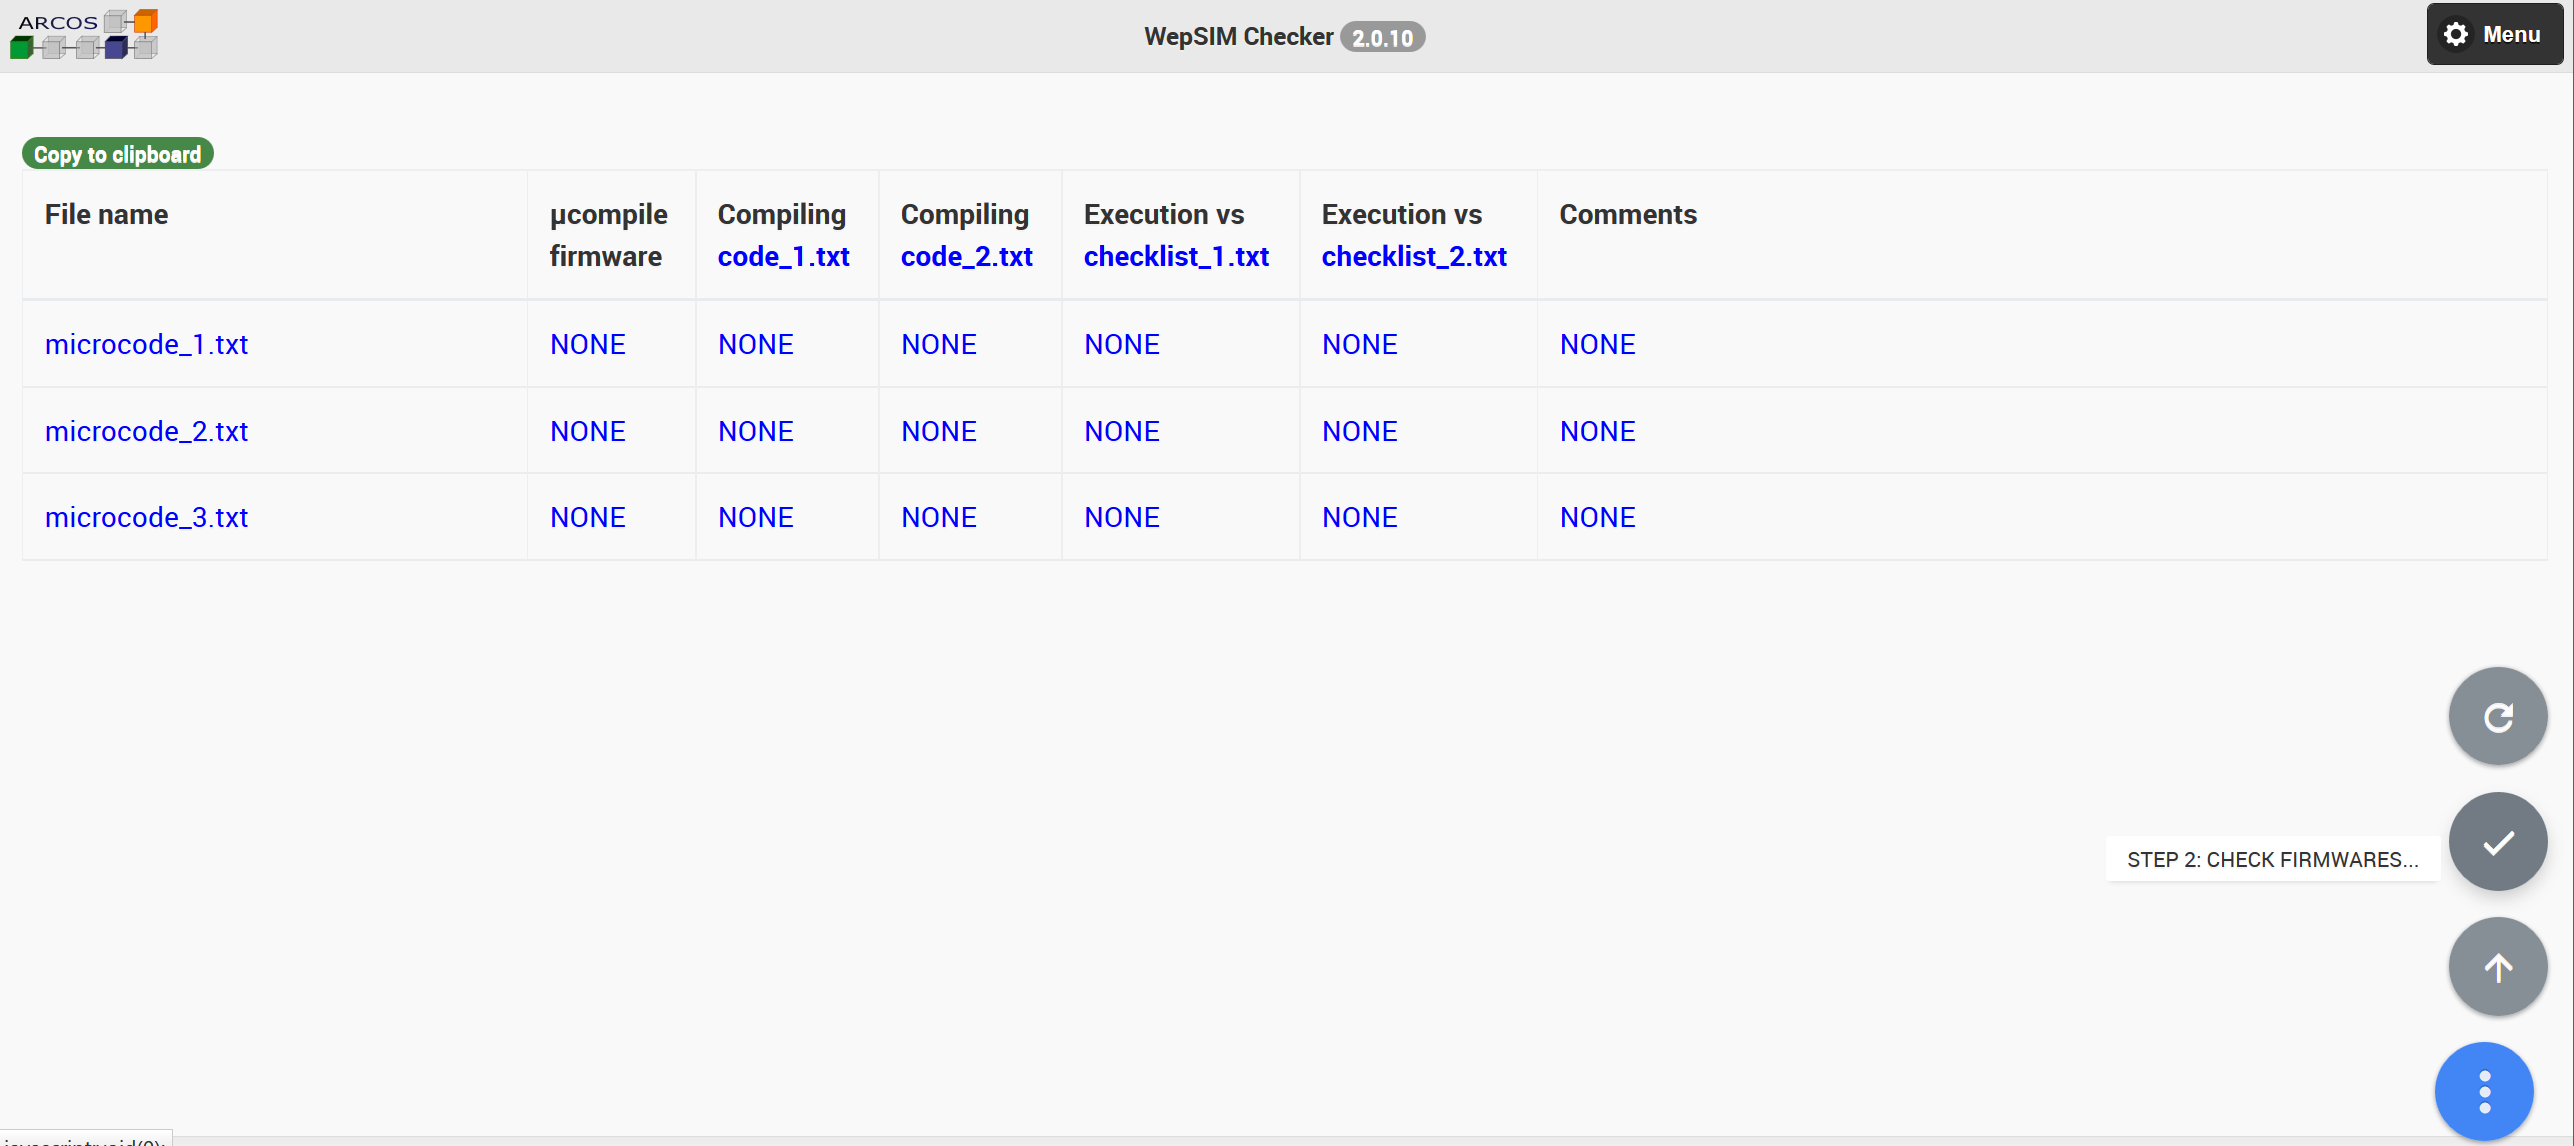 ARCOS
WepSIM Checker 2.0.10
Menu
Copy to clipboard
File name
µcompile
firmware
Compiling
code_1.txt
Compiling
code_2.txt
Execution vs
checklist_1.txt
Execution vs
checklist_2.txt
Comments
microcode_1.txt NONE NONE NONE NONE NONE NONE
microcode_2.txt NONE NONE NONE NONE NONE NONE
microcode_3.txt NONE NONE NONE NONE NONE NONE
STEP 2: CHECK FIRMWARES...